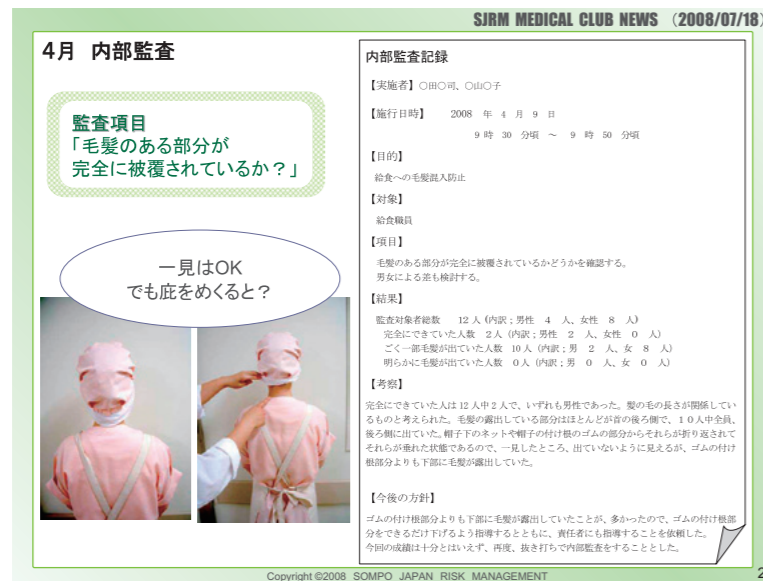 SJRM MEDICAL CLUB NEWS （2008/07/18）
4月 内部監査
監査項目
「毛髪のある部分が
完全に被覆されているか？」
一見はOK
でも庇をめくると？
内部監査記録
【実施者】○田○司、○山○子
【施行日時】 2008 年 4 月 9 日
9 時 30 分頃 ～ 9 時 50 分頃
【目的】
給食への毛髪混入防止
【対象】
給食職員
【項目】
毛髪のある部分が完全に被覆されているかどうかを確認する。
男女による差も検討する。
【結果】
監査対象者総数 12 人（内訳；男性 4 人、女性 8 人）
完全にできていた人数 2人（内訳；男性 2 人、女性 0 人）
ごく一部毛髪が出ていた人数 10 人（内訳；男 2 人、女 8 人）
明らかに毛髪が出ていた人数 0人（内訳；男 0 人、女 0 人）
【考察】
完全にできていた人は 12 人中 2 人で、いずれも男性であった。髪の毛の長さが関係してい
るものと考えられた。毛髪の露出している部分はほとんどが首の後ろ側で、１０人中全員、
後ろ側に出ていた。帽子下のネットや帽子の付け根のゴムの部分からそれらが折り返されて
それらが垂れた状態であるので、一見したところ、出ていないように見えるが、ゴムの付け
根部分よりも下部に毛髪が露出していた。
【今後の方針】
ゴムの付け根部分よりも下部に毛髪が露出していたことが、多かったので、ゴムの付け根部
分をできるだけ下げるよう指導するとともに、責任者にも指導することを依頼した。
今回の成績は十分とはいえず、再度、抜き打ちで内部監査をすることとした。
Copyright ©2008 SOMPO JAPAN RISK MANAGEMENT
2